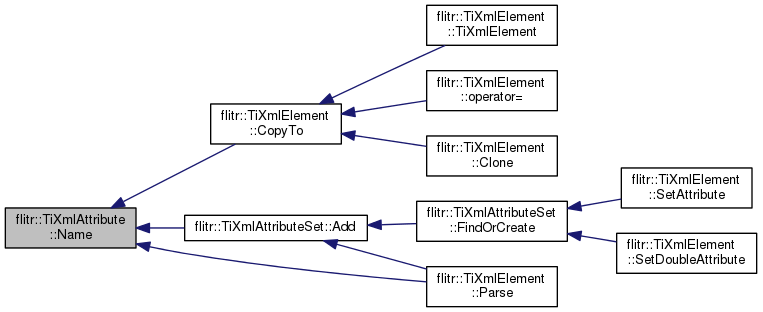 flitr::TiXmlElement
::TiXmlElement
flitr::TiXmlElement
::operator=
flitr::TiXmlElement
::CopyTo
flitr::TiXmlElement
::Clone
flitr::TiXmlElement
::SetAttribute
flitr::TiXmlAttribute
::Name
flitr::TiXmlAttributeSet::Add
flitr::TiXmlAttributeSet
::FindOrCreate
flitr::TiXmlElement
::SetDoubleAttribute
flitr::TiXmlElement
::Parse